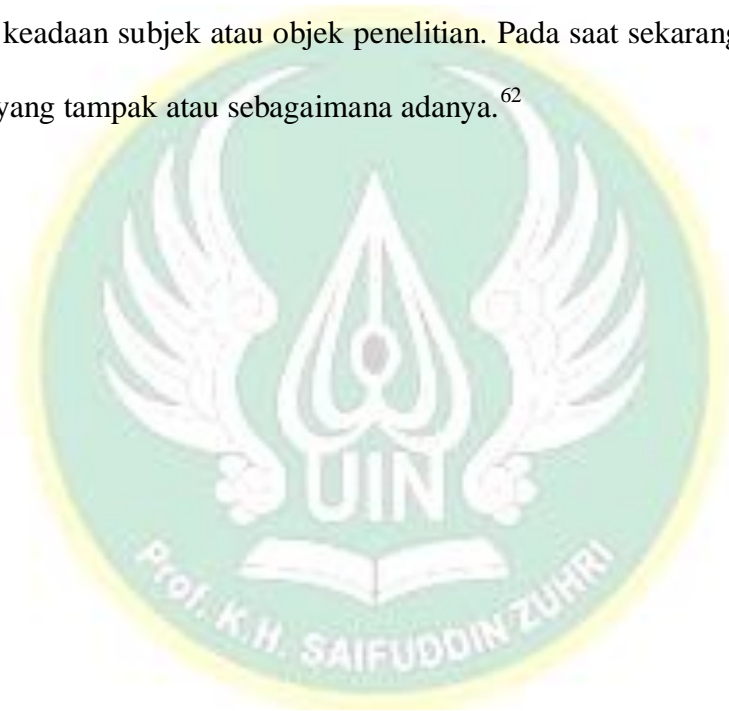 keadaan subjek atau objek penelitian. Pada saat sekarang
yang tampak atau sebagaimana adanya.62
UIN
Prof. K.H. SAIFUDDIN ZUHRI